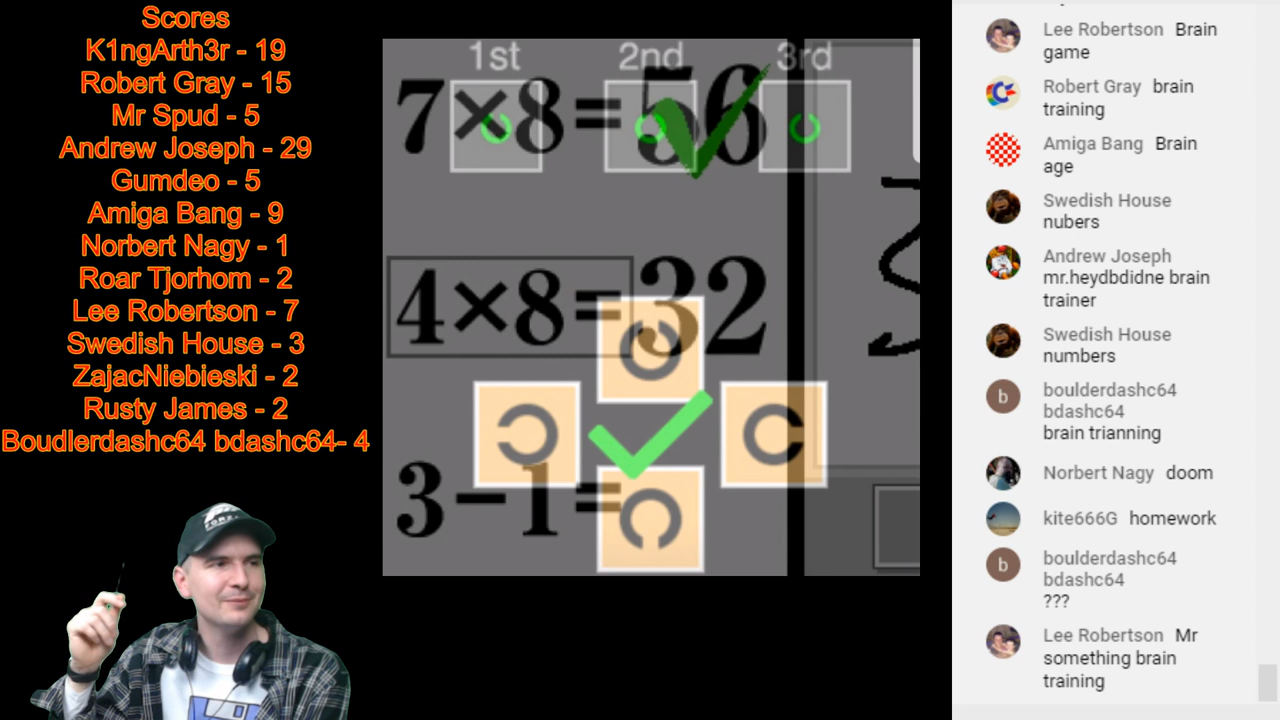 Scores
K1ngArth3r - 19
Robert Gray - 15
Mr Spud - 5
Andrew Joseph - 29
Gumdeo - 5
Amiga Bang - 9
Norbert Nagy - 1
Roar Tjorhom - 2
Lee Robertson - 7
Swedish House - 3
ZajacNiebieski - 2
Rusty James - 2
Boudlerdashc64 bdashc64- 4
1st 2nd 3rd
7×8=56
4×8=32
3−1=
Lee Robertson Brain
game
Robert Gray brain
training
Amiga Bang Brain
age
Swedish House
nubers
Andrew Joseph
mr.heydbdidne brain
trainer
Swedish House
numbers
b boulderdashc64
bdashc64
brain trianning
Norbert Nagy doom
kite666G homework
b boulderdashc64
bdashc64
???
Lee Robertson Mr
something brain
training